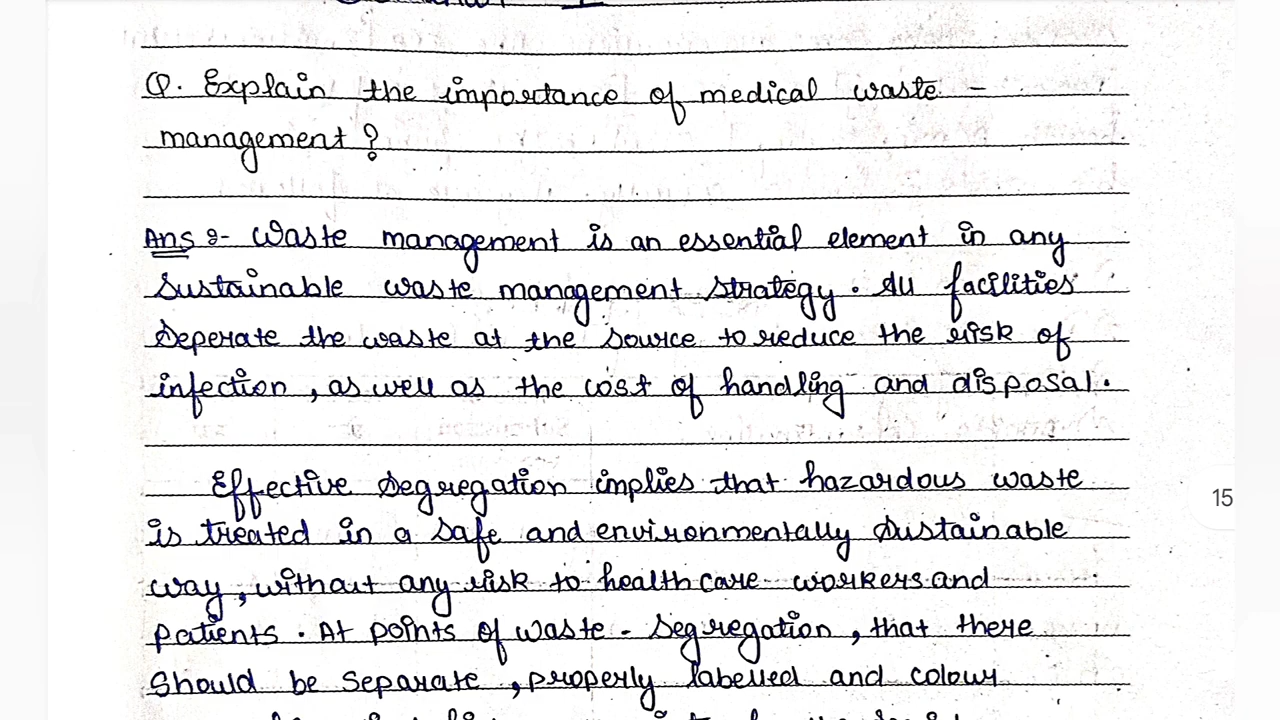 Q. Explain the importance of medical waste -
management ?
Ans :- Waste management is an essential element in any
Sustainable waste management strategy. All facilities
Seperate the waste at the source to reduce the risk of
infection, as well as the cost of handling and disposal.
Effective Segregation implies that hazardous waste
is treated in a safe and environmentally Sustainable
way, without any risk to health care workers and
patients. At points of waste - Segregation, that there
Should be Separate, properly labelled and colour
15